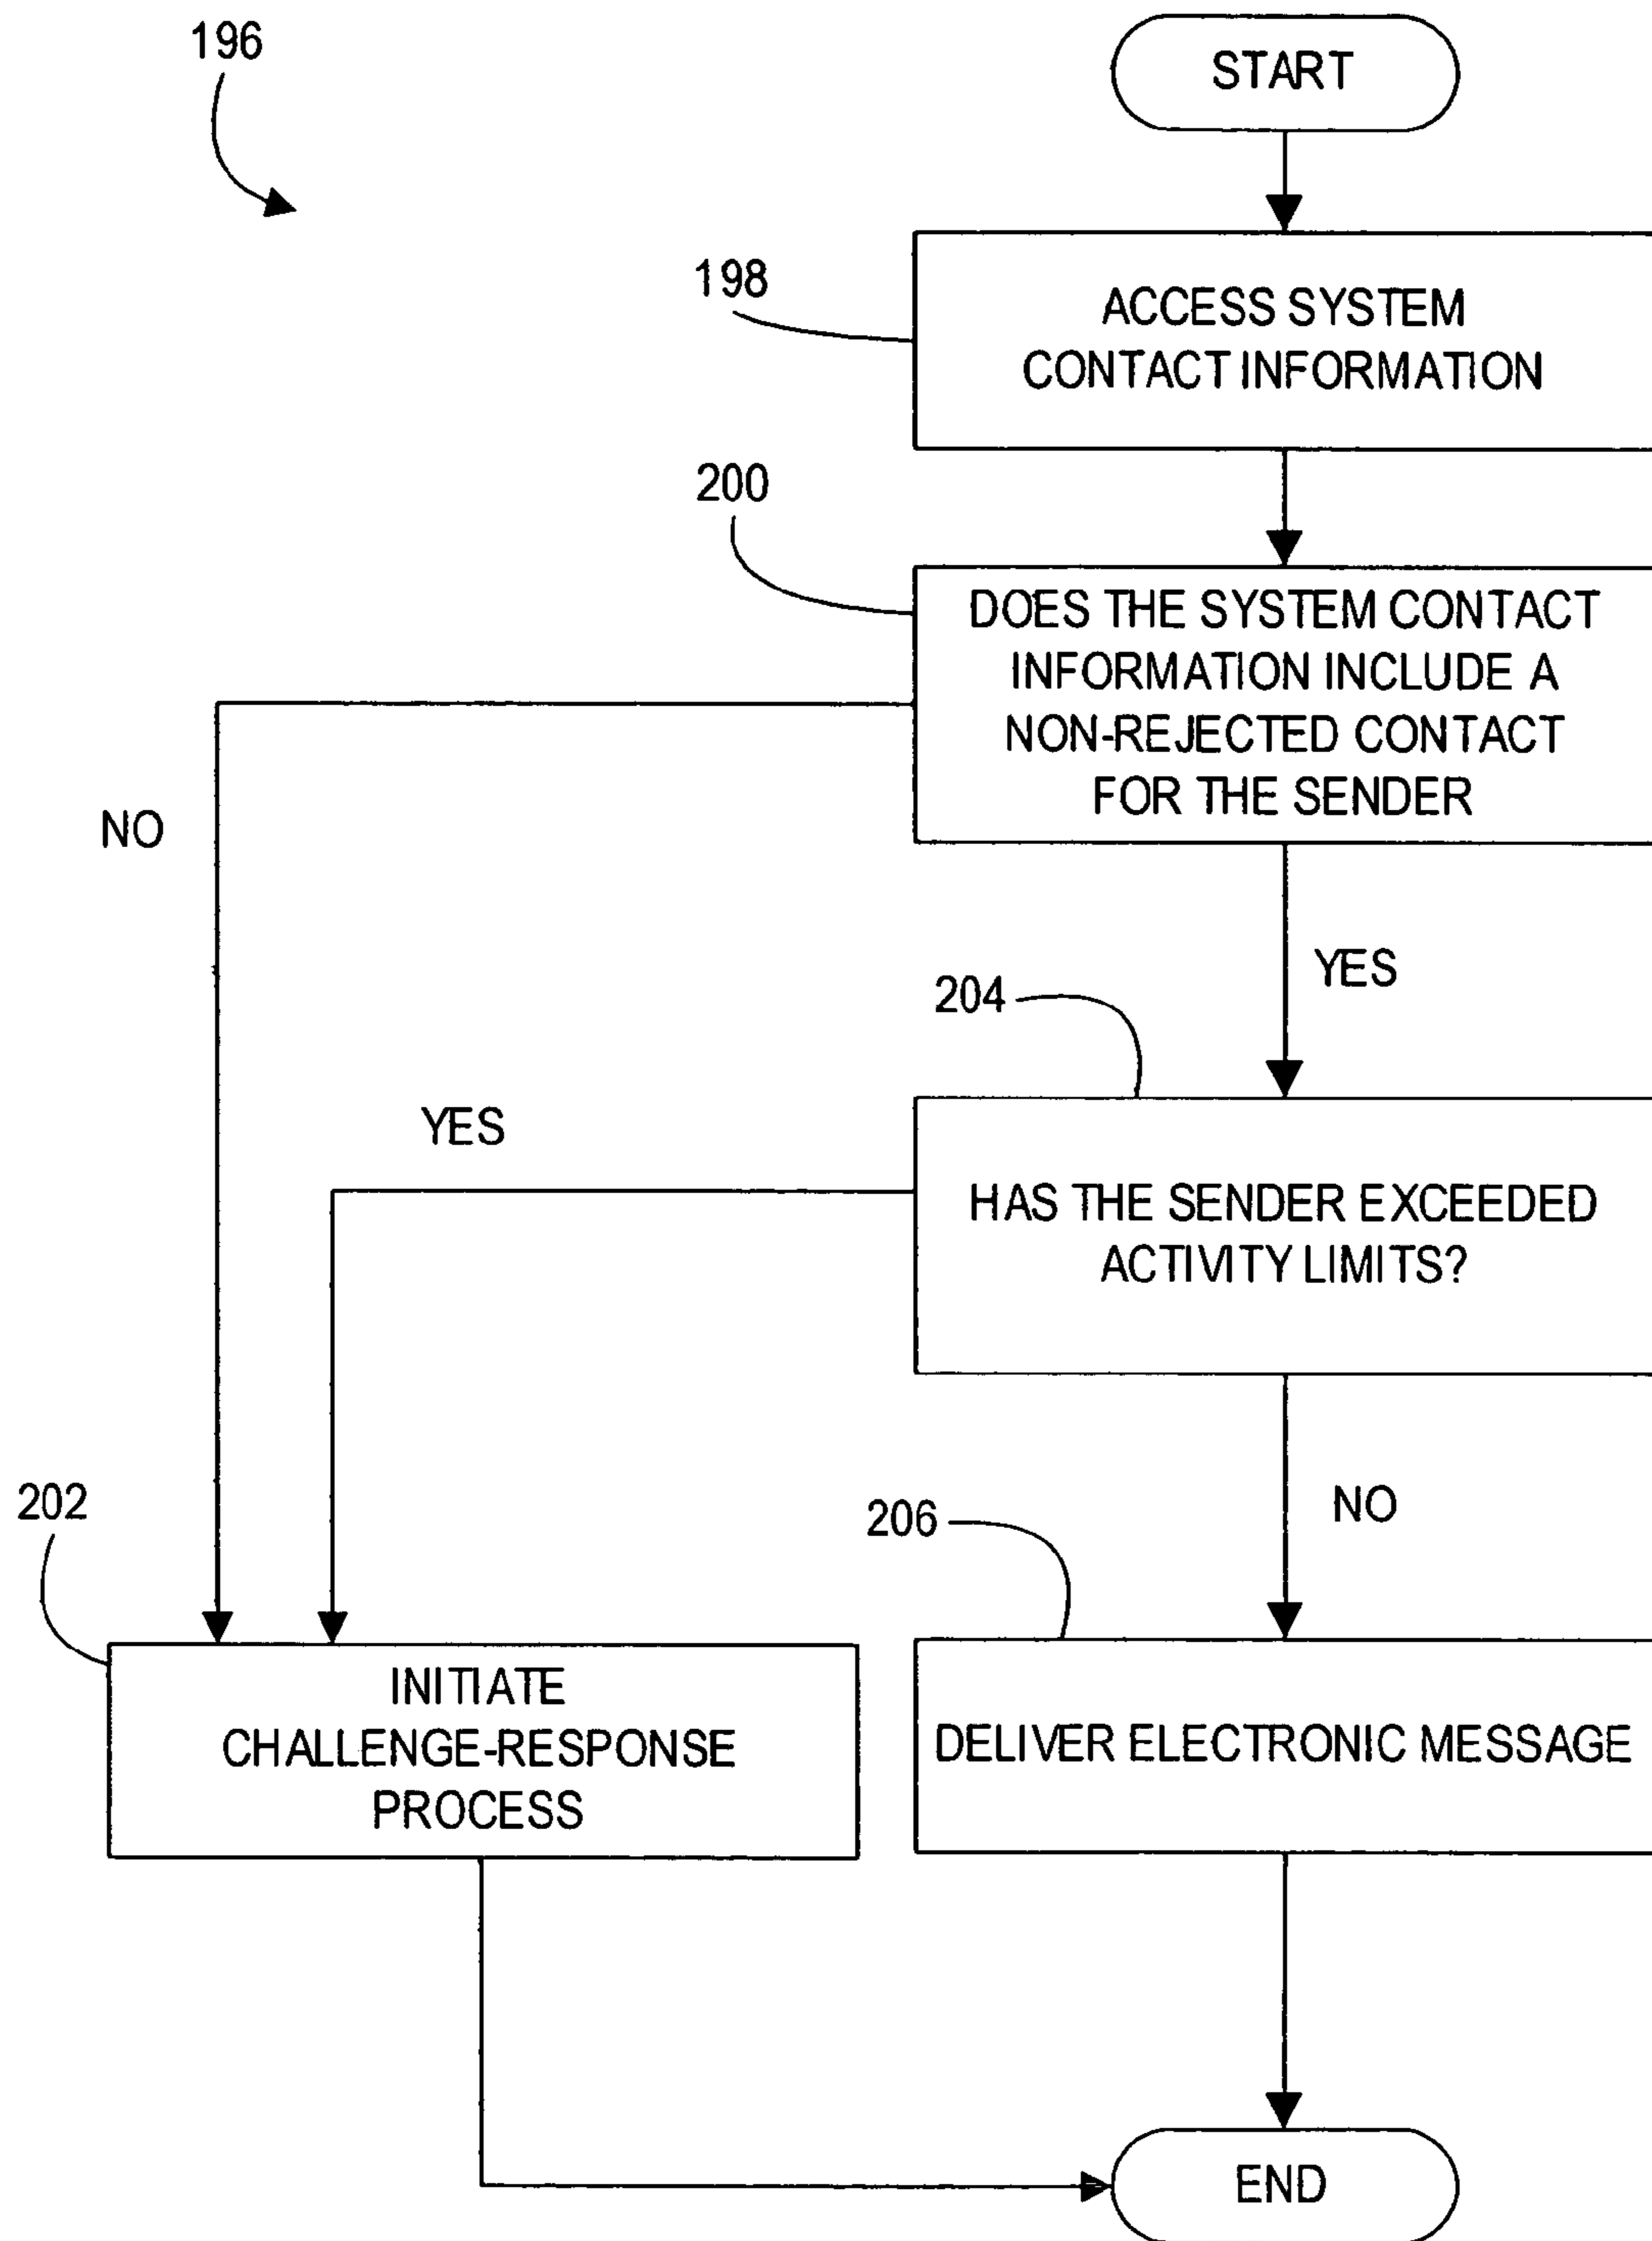 196
START
198
ACCESS SYSTEM
CONTACT INFORMATION
200
DOES THE SYSTEM CONTACT
INFORMATION INCLUDE A
NON-REJECTED CONTACT
FOR THE SENDER
NO
YES
204
YES
HAS THE SENDER EXCEEDED
ACTIVITY LIMITS?
202
206
NO
INITIATE
CHALLENGE-RESPONSE
PROCESS
DELIVER ELECTRONIC MESSAGE
END